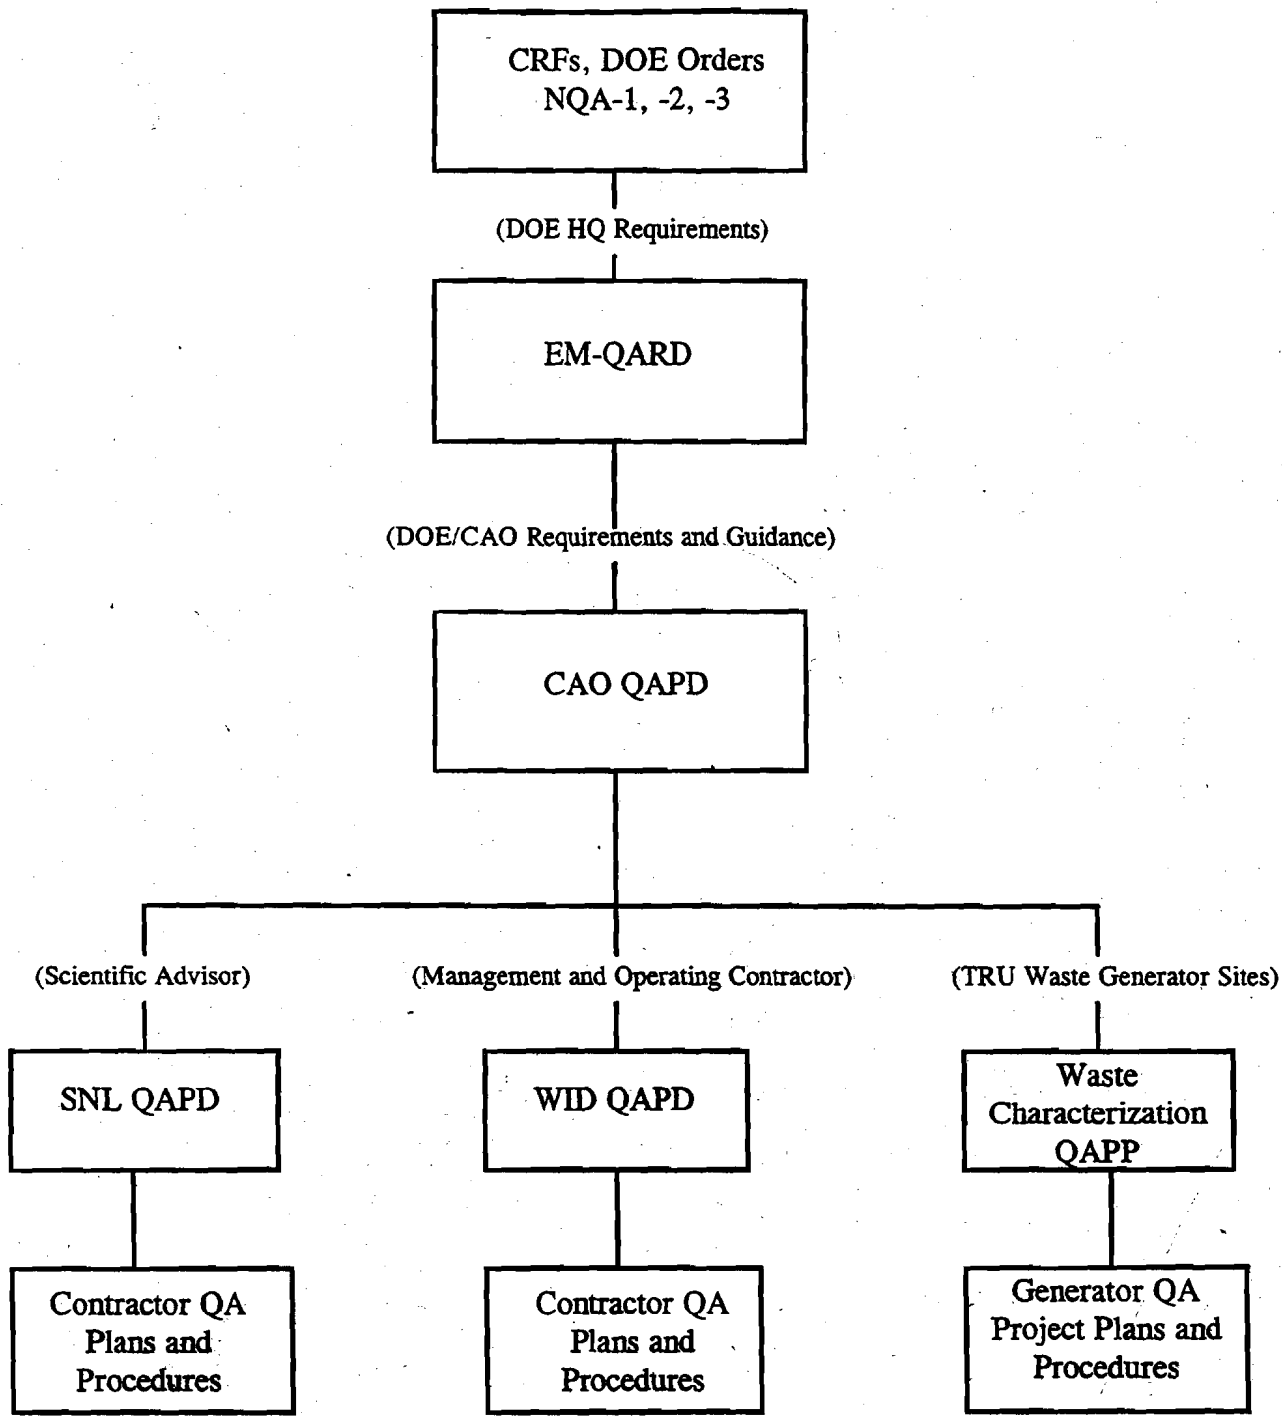 CRFs, DOE Orders
NQA-1, -2, -3
(DOE HQ Requirements)
EM-QARD
(DOE/CAO Requirements and Guidance)
CAO QAPD
(Scientific Advisor)
(Management and Operating Contractor)
(TRU Waste Generator Sites)
SNL QAPD
WID QAPD
Waste
Characterization
QAPP
Contractor QA
Plans and
Procedures
Contractor QA
Plans and
Procedures
Generator QA
Project Plans and
Procedures